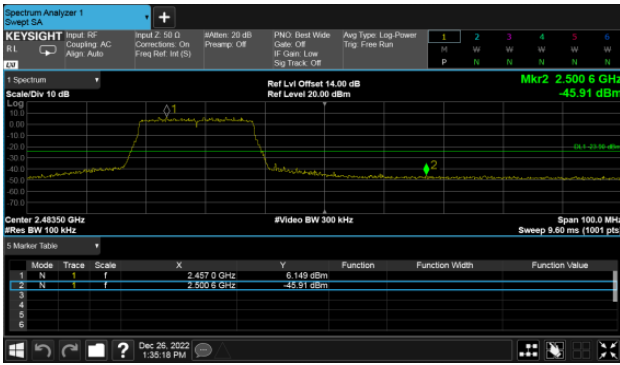 Spectrum Analyzer 1
Swept SA
KEYSIGHT Input: RF Input Z: 50 Ω #Atten: 20 dB PNO: Best Wide Avg Type: Log-Power 1 2 3 4 5 6
RL Coupling: AC Corrections: On Preamp: Off Gate: Off Trig: Free Run M W W W W W
Align: Auto Freq Ref: Int (S) IF Gain: Low
LW Sig Track: Off P N N N N N
1 Spectrum Ref Lvl Offset 14.00 dB Mkr2 2.500 6 GHz
Scale/Div 10 dB Ref Level 20.00 dBm -45.91 dBm
Log
10.0 1
0.00
-10.0
-20.0 DL1 -23.50 dBm
-30.0
-40.0 2
-50.0
-60.0
-70.0
Center 2.48350 GHz #Video BW 300 kHz Span 100.0 MHz
#Res BW 100 kHz Sweep 9.60 ms (1001 pts)
5 Marker Table
Mode Trace Scale X Y Function Function Width Function Value
1 N 1 f 2.457 0 GHz 6.149 dBm
2 N 1 f 2.500 6 GHz -45.91 dBm
3
4
5
6
? Dec 26, 2022
1:35:18 PM